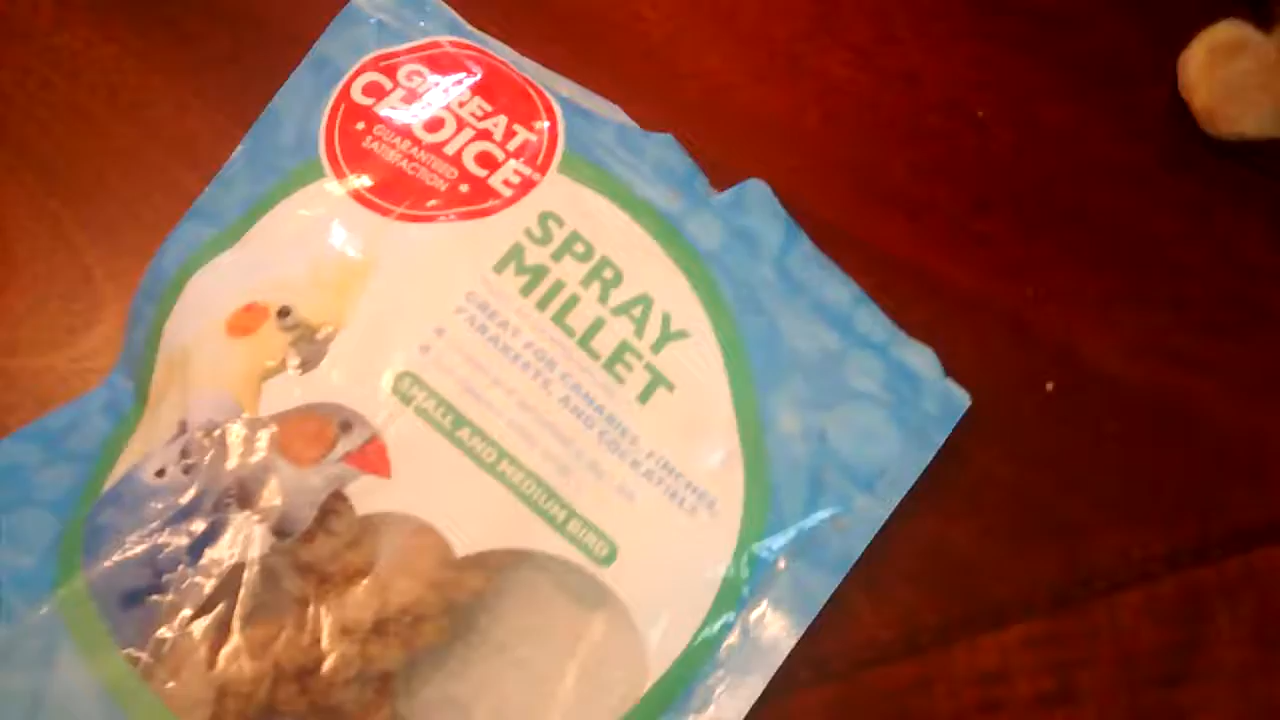 GREAT
CHOICE
GUARANTEED
SATISFACTION
SPRAY
MILLET
GREAT FOR CANARIES, FINCHES,
PARAKEETS, AND COCKATIELS
SMALL AND MEDIUM BIRD